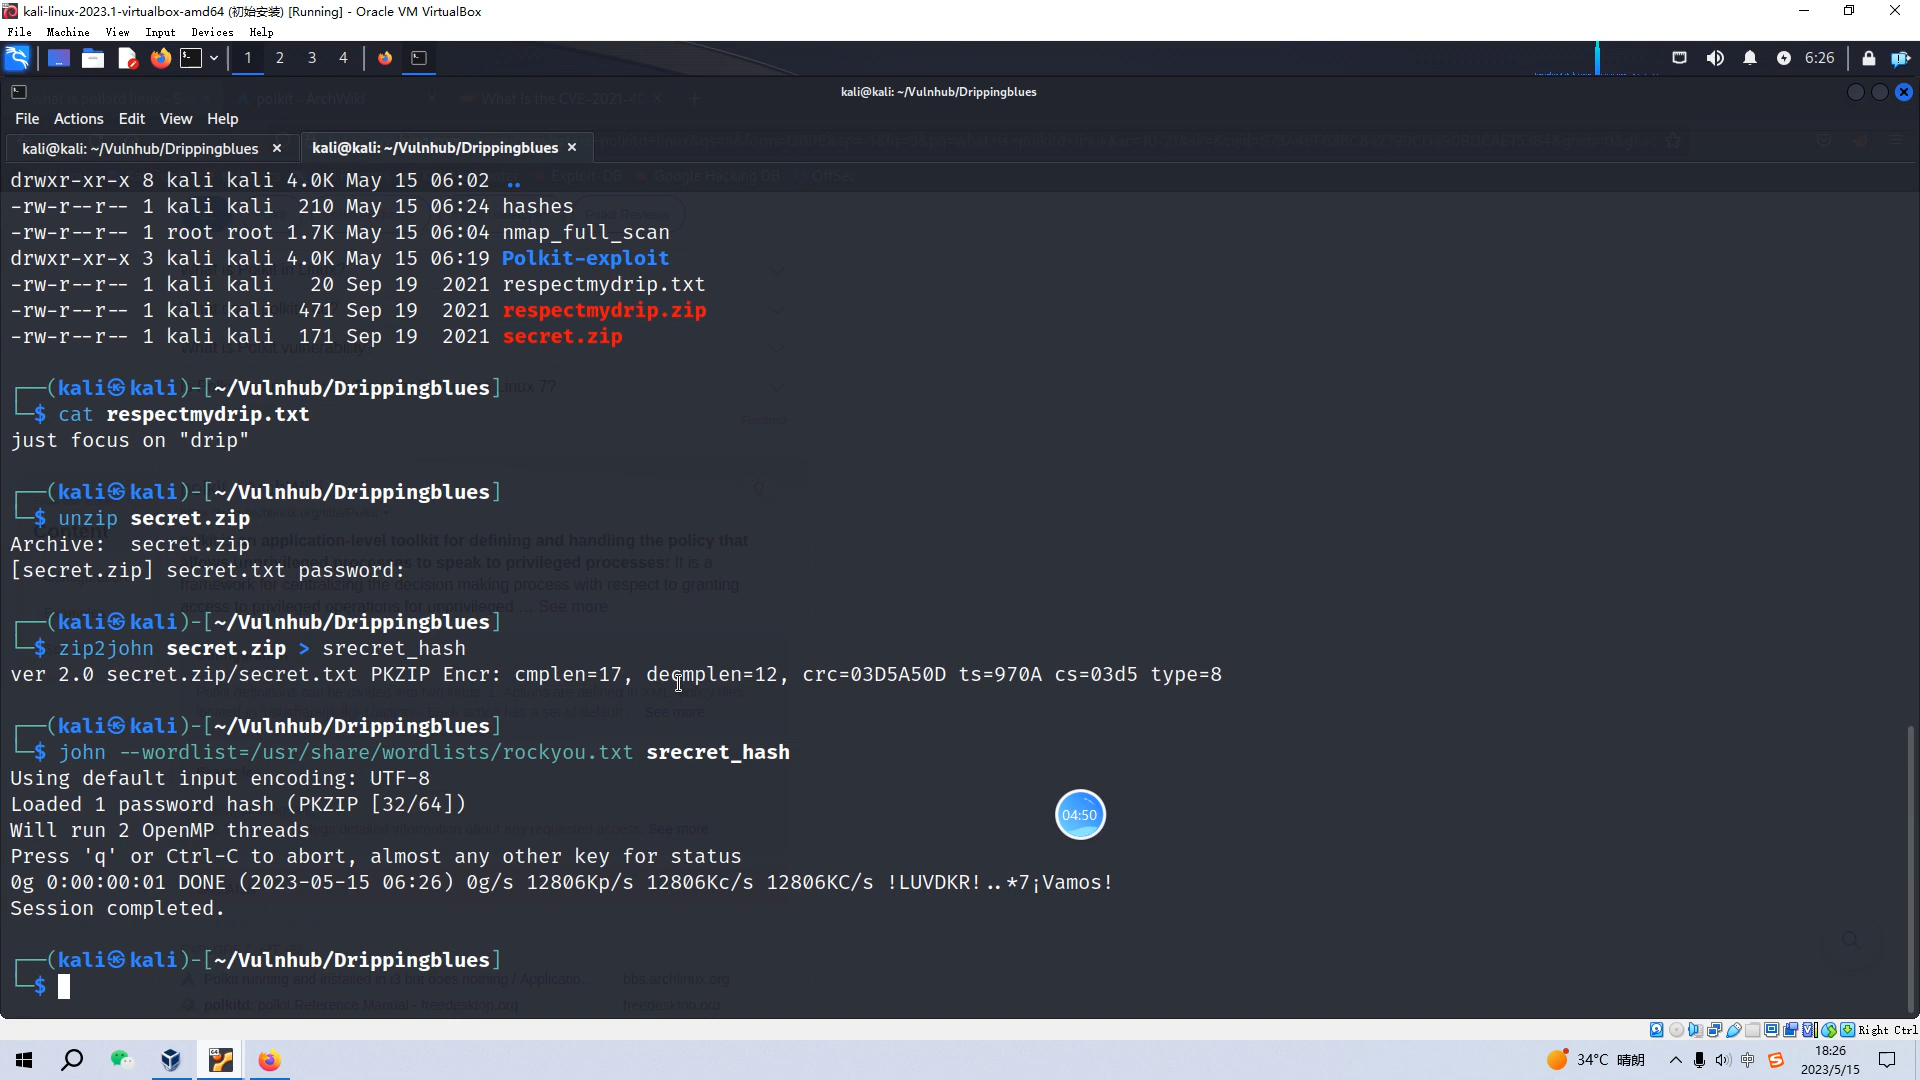 kali-linux-2023.1-virtualbox-amd64 (初始安装) [Running] - Oracle VM VirtualBox
File Machine View Input Devices Help
1 2 3 4 6:26
kali@kali: ~/Vulnhub/Drippingblues
File Actions Edit View Help
kali@kali: ~/Vulnhub/Drippingblues × kali@kali: ~/Vulnhub/Drippingblues ×
drwxr-xr-x 8 kali kali 4.0K May 15 06:02 ..
-rw-r--r-- 1 kali kali 210 May 15 06:24 hashes
-rw-r--r-- 1 root root 1.7K May 15 06:04 nmap_full_scan
drwxr-xr-x 3 kali kali 4.0K May 15 06:19 Polkit-exploit
-rw-r--r-- 1 kali kali 20 Sep 19 2021 respectmydrip.txt
-rw-r--r-- 1 kali kali 471 Sep 19 2021 respectmydrip.zip
-rw-r--r-- 1 kali kali 171 Sep 19 2021 secret.zip
┌──(kali㉿kali)-[~/Vulnhub/Drippingblues]
└─$ cat respectmydrip.txt
just focus on "drip"
┌──(kali㉿kali)-[~/Vulnhub/Drippingblues]
└─$ unzip secret.zip
Archive: secret.zip
[secret.zip] secret.txt password:
┌──(kali㉿kali)-[~/Vulnhub/Drippingblues]
└─$ zip2john secret.zip > srecret_hash
ver 2.0 secret.zip/secret.txt PKZIP Encr: cmplen=17, decmplen=12, crc=03D5A50D ts=970A cs=03d5 type=8
┌──(kali㉿kali)-[~/Vulnhub/Drippingblues]
└─$ john --wordlist=/usr/share/wordlists/rockyou.txt srecret_hash
Using default input encoding: UTF-8
Loaded 1 password hash (PKZIP [32/64])
Will run 2 OpenMP threads
Press 'q' or Ctrl-C to abort, almost any other key for status
0g 0:00:00:01 DONE (2023-05-15 06:26) 0g/s 12806Kp/s 12806Kc/s 12806KC/s !LUVDKR!..*7¡Vamos!
Session completed.
04:50
┌──(kali㉿kali)-[~/Vulnhub/Drippingblues]
└─$
Right Ctrl
34°C 晴朗 中 18:26
2023/5/15